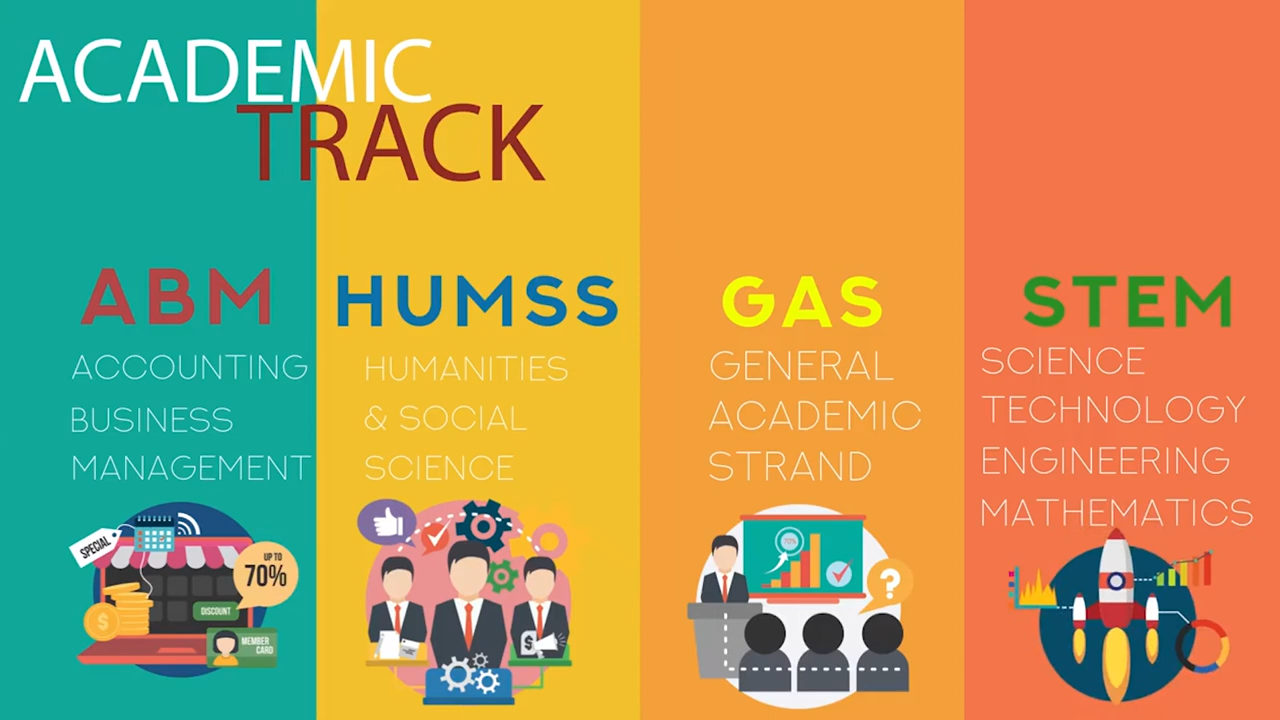 ACADEMIC
TRACK
ABM
ACCOUNTING
BUSINESS
MANAGEMENT
SPECIAL
UP TO
70%
DISCOUNT
$
MEMBER
CARD
HUMSS
HUMANITIES
& SOCIAL
SCIENCE
$
GAS
GENERAL
ACADEMIC
STRAND
70%
?
STEM
SCIENCE
TECHNOLOGY
ENGINEERING
MATHEMATICS